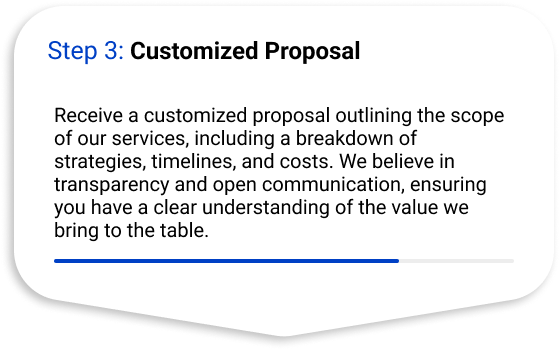 Step 3: Customized Proposal
Receive a customized proposal outlining the scope
of our services, including a breakdown of
strategies, timelines, and costs. We believe in
transparency and open communication, ensuring
you have a clear understanding of the value we
bring to the table.